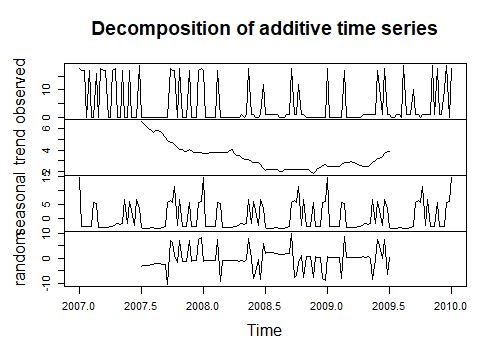 Decomposition of additive time series
observed
0 10
trend
2 4 6
seasonal
0 5 15
random
-10 0 10
2007.0 2007.5 2008.0 2008.5 2009.0 2009.5 2010.0
Time